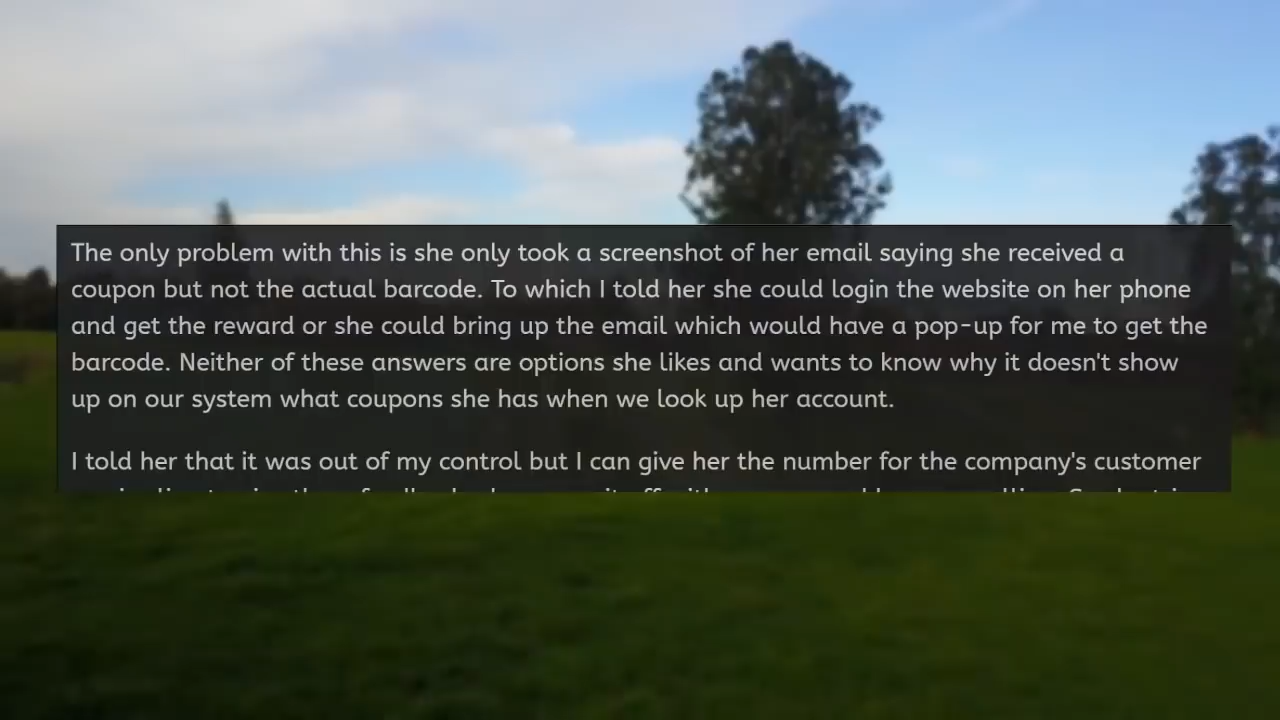 The only problem with this is she only took a screenshot of her email saying she received a
coupon but not the actual barcode. To which I told her she could login the website on her phone
and get the reward or she could bring up the email which would have a pop-up for me to get the
barcode. Neither of these answers are options she likes and wants to know why it doesn't show
up on our system what coupons she has when we look up her account.
I told her that it was out of my control but I can give her the number for the company's customer